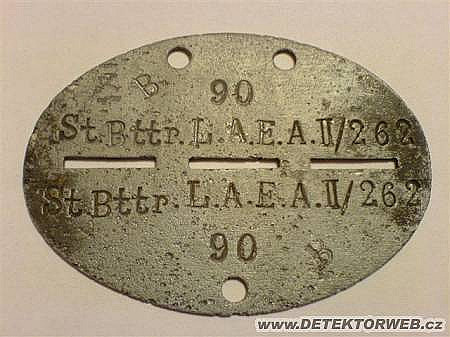 B 90
St.Bttr.L.A.E.A.II/262
St.Bttr.L.A.E.A.II/262
90 B
WWW.DETEKTORWEB.CZ